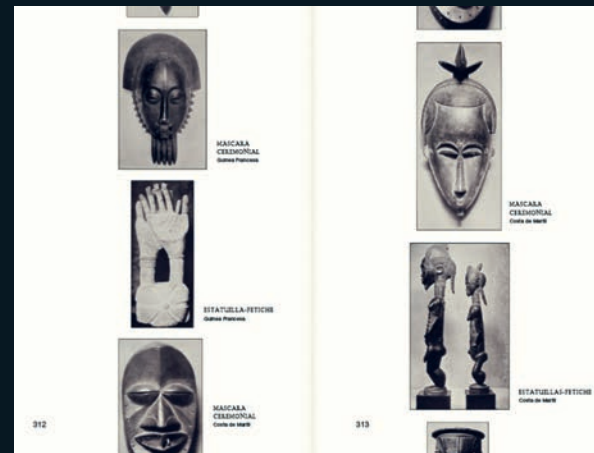 MASCARA
CEREMONIAL
Guinea Francesa
ESTATUILLA-FETICHE
Guinea Francesa
MASCARA
CEREMONIAL
Costa de Marfil
312
MASCARA
CEREMONIAL
Costa de Marfil
ESTATUILLAS-FETICHE
Costa de Marfil
313